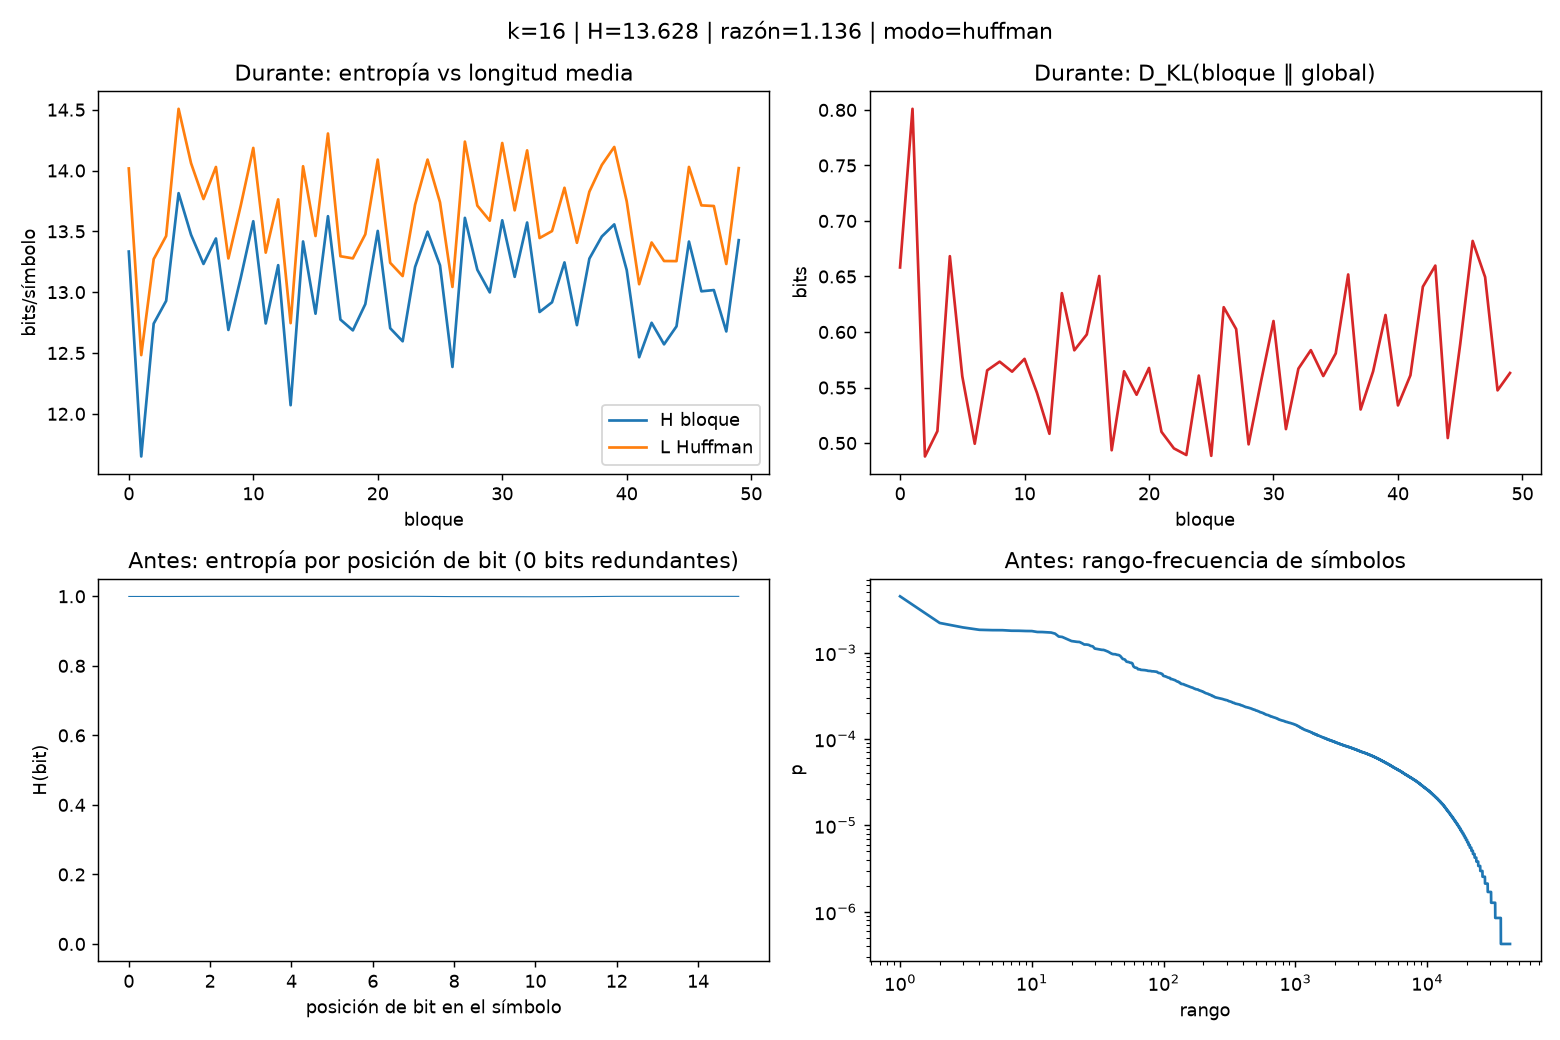 k=16 | H=13.628 | razón=1.136 | modo=huffman
Durante: entropía vs longitud media
14.5
14.0
13.5
13.0
12.5
12.0
bits/símbolo
H bloque
L Huffman
0 10 20 30 40 50
bloque
Durante: D_KL(bloque ∥ global)
0.80
0.75
0.70
0.65
0.60
0.55
0.50
bits
0 10 20 30 40 50
bloque
Antes: entropía por posición de bit (0 bits redundantes)
1.0
0.8
0.6
0.4
0.2
0.0
H(bit)
0 2 4 6 8 10 12 14
posición de bit en el símbolo
Antes: rango-frecuencia de símbolos
10⁻³
10⁻⁴
10⁻⁵
10⁻⁶
p
10⁰ 10¹ 10² 10³ 10⁴
rango